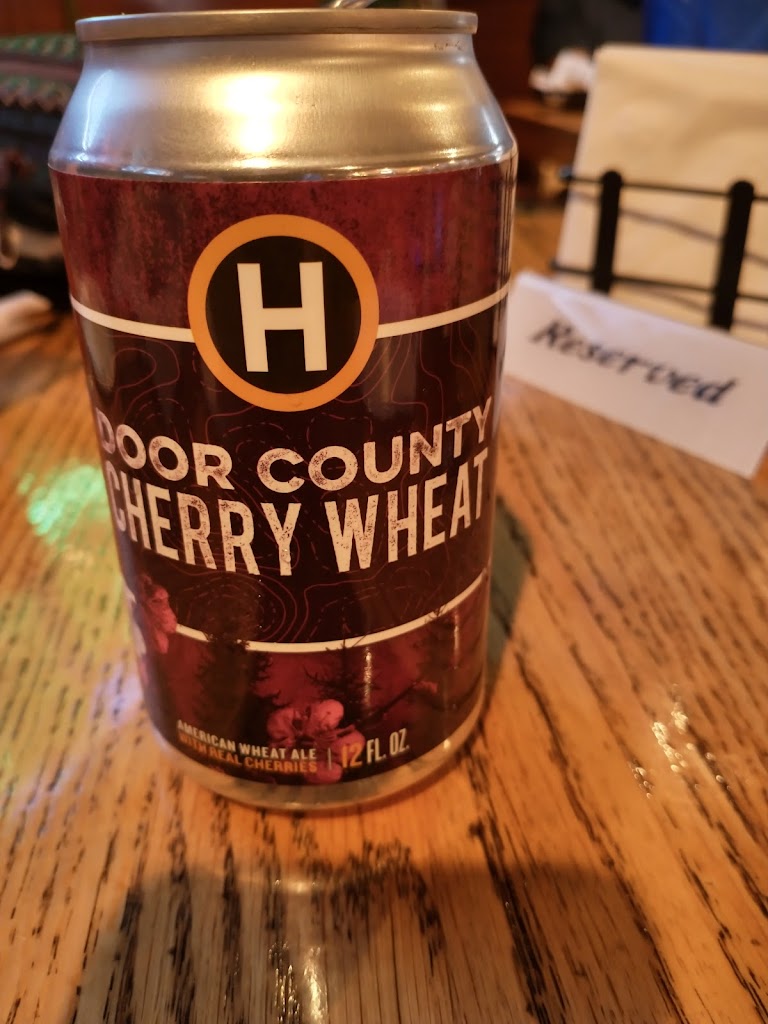 H
DOOR COUNTY
CHERRY WHEAT
AMERICAN WHEAT ALE
WITH REAL CHERRIES | 12 FL. OZ.
Reserved